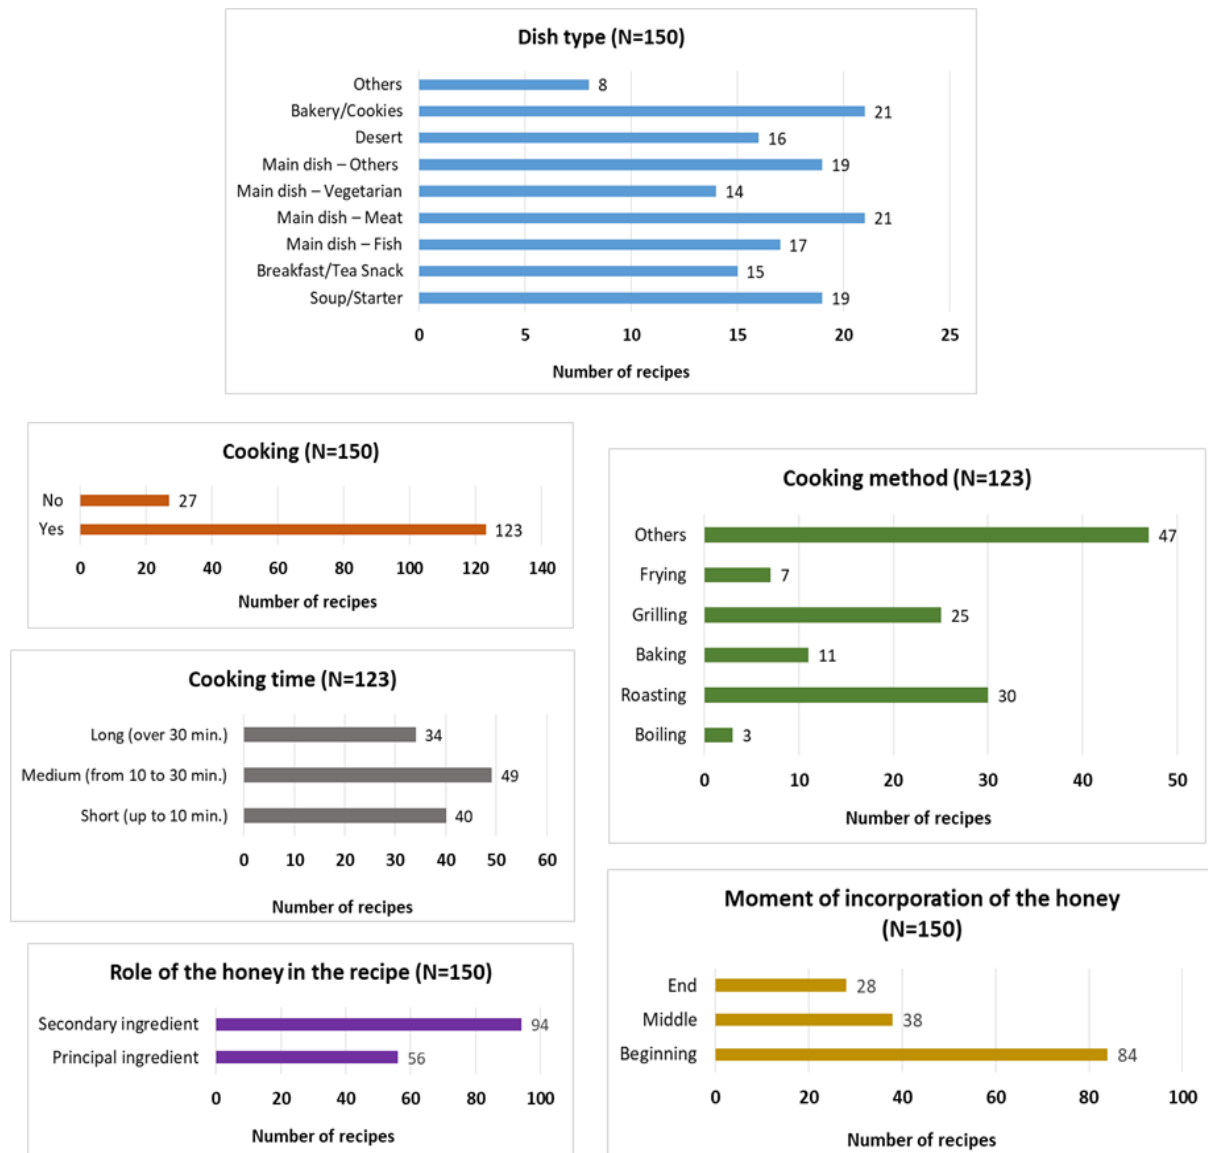 Dish type (N=150)
Others 8
Bakery/Cookies 21
Desert 16
Main dish – Others 19
Main dish – Vegetarian 14
Main dish – Meat 21
Main dish – Fish 17
Breakfast/Tea Snack 15
Soup/Starter 19
0 5 10 15 20 25
Number of recipes
Cooking (N=150)
No 27
Yes 123
0 20 40 60 80 100 120 140
Number of recipes
Cooking method (N=123)
Others 47
Frying 7
Grilling 25
Baking 11
Roasting 30
Boiling 3
0 10 20 30 40 50
Number of recipes
Cooking time (N=123)
Long (over 30 min.) 34
Medium (from 10 to 30 min.) 49
Short (up to 10 min.) 40
0 10 20 30 40 50 60
Number of recipes
Moment of incorporation of the honey
(N=150)
End 28
Middle 38
Beginning 84
0 20 40 60 80 100
Number of recipes
Role of the honey in the recipe (N=150)
Secondary ingredient 94
Principal ingredient 56
0 20 40 60 80 100
Number of recipes